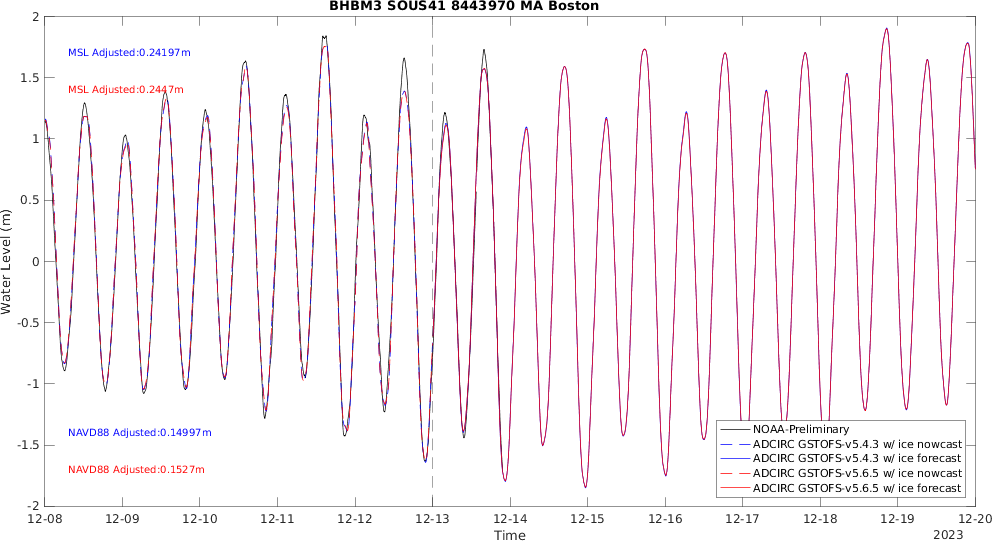 BHBM3 SOUS41 8443970 MA Boston
2
1.5
1
0.5
0
-0.5
-1
-1.5
-2
Water Level (m)
MSL Adjusted:0.24197m
MSL Adjusted:0.2447m
NAVD88 Adjusted:0.14997m
NAVD88 Adjusted:0.1527m
NOAA-Preliminary
ADCIRC GSTOFS-v5.4.3 w/ ice nowcast
ADCIRC GSTOFS-v5.4.3 w/ ice forecast
ADCIRC GSTOFS-v5.6.5 w/ ice nowcast
ADCIRC GSTOFS-v5.6.5 w/ ice forecast
12-08 12-09 12-10 12-11 12-12 12-13 12-14 12-15 12-16 12-17 12-18 12-19 12-20
Time
2023